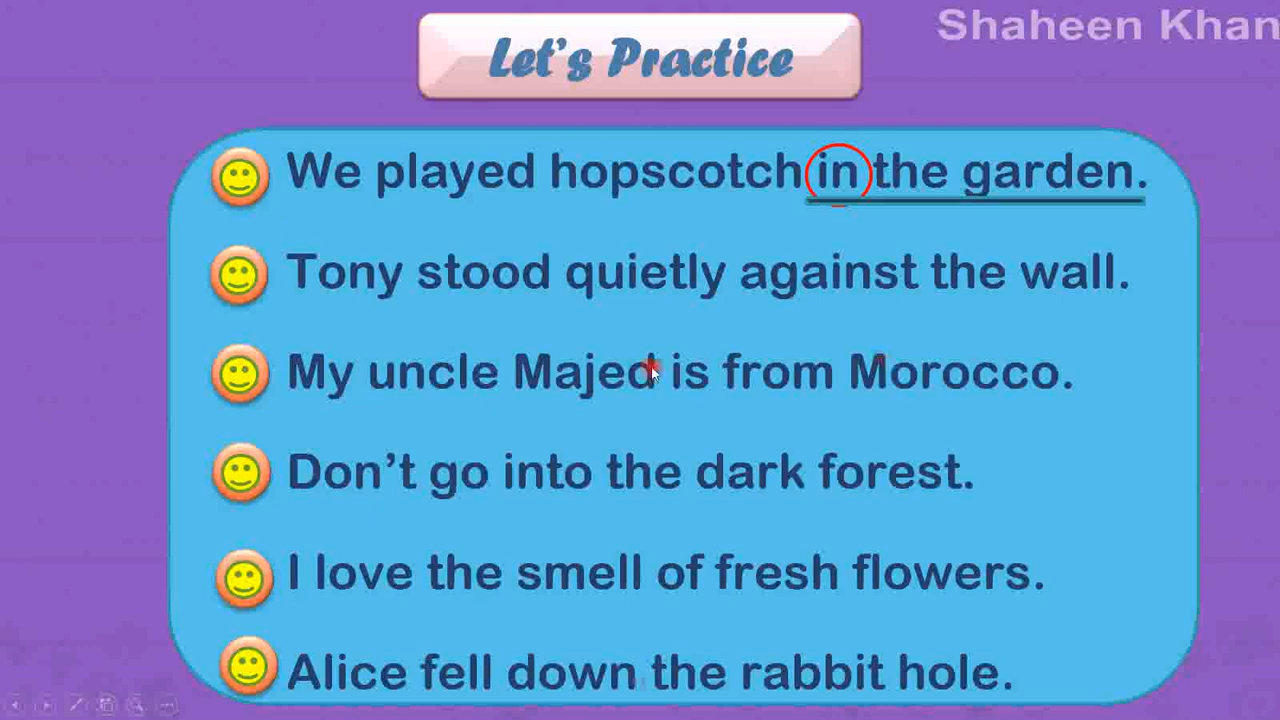 Shaheen Khan
Let's Practice
We played hopscotch in the garden.
Tony stood quietly against the wall.
My uncle Majed is from Morocco.
Don't go into the dark forest.
I love the smell of fresh flowers.
Alice fell down the rabbit hole.